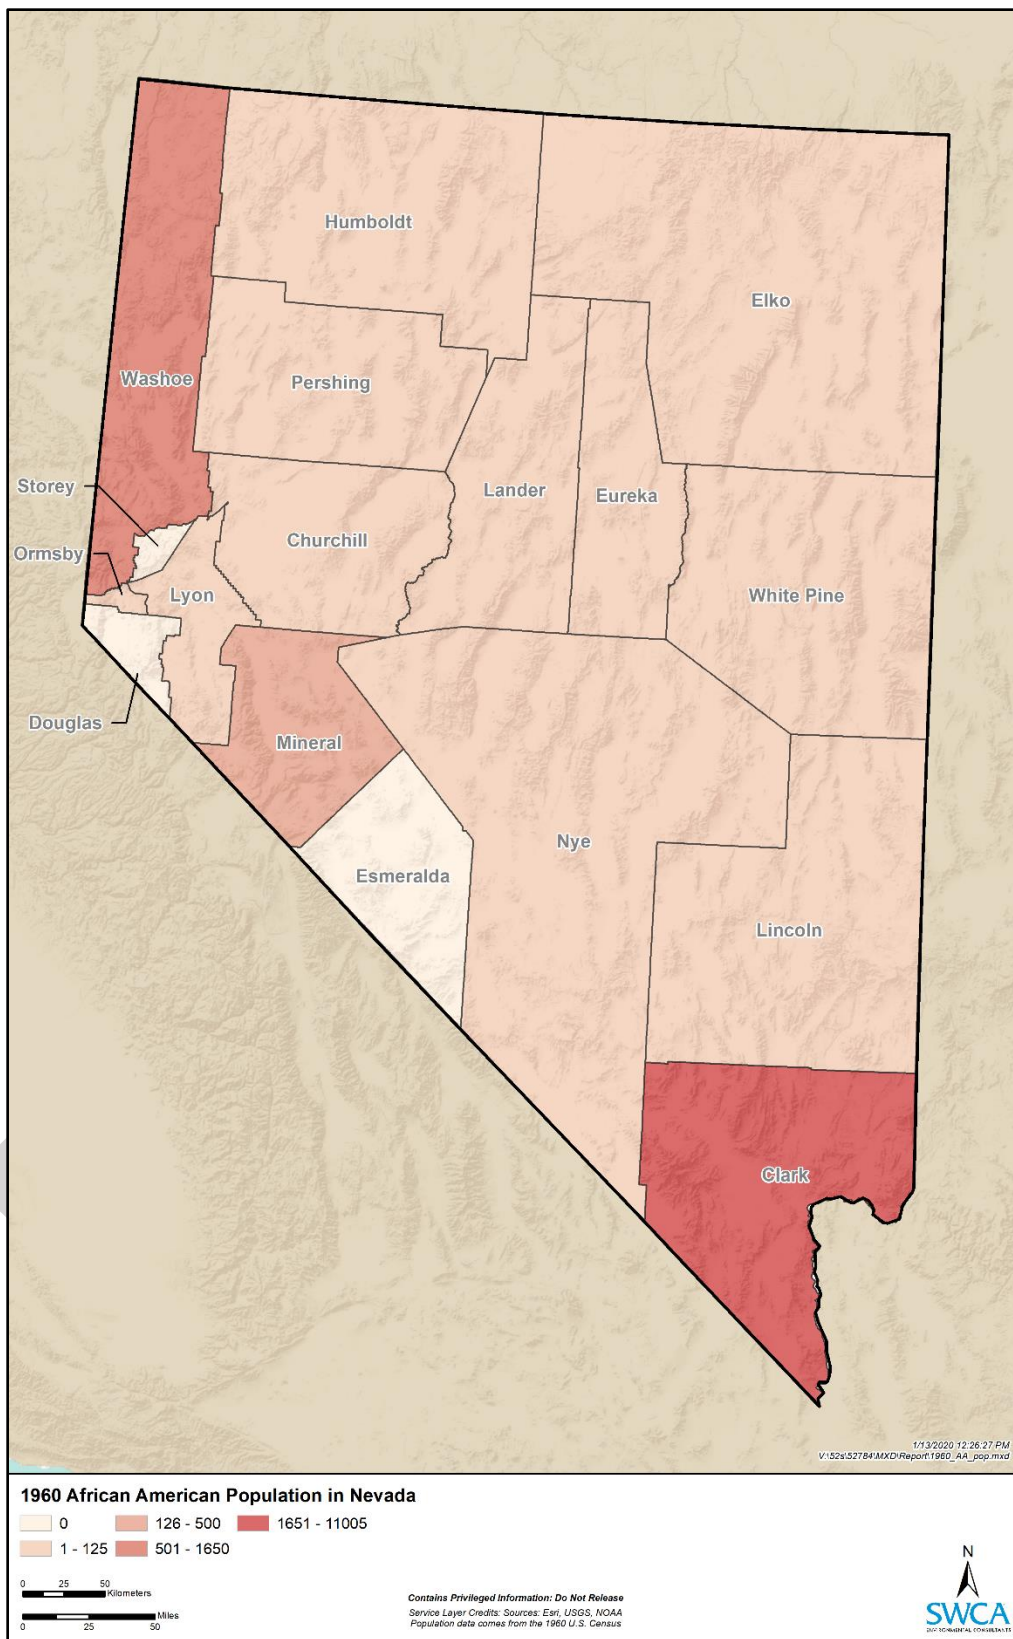 Humboldt
Elko
Washoe
Pershing
Storey
Lander
Eureka
Ormsby
Churchill
Lyon
White Pine
Douglas
Mineral
Nye
Esmeralda
Lincoln
Clark
1/13/2020 12:26:27 PM
V:\52s\52784\MXD\Report\1960_AA_pop.mxd
1960 African American Population in Nevada
0
126 - 500
1651 - 11005
1 - 125
501 - 1650
0 25 50
Kilometers
Miles
0 25 50
Contains Privileged Information: Do Not Release
Service Layer Credits: Sources: Esri, USGS, NOAA
Population data comes from the 1960 U.S. Census
N
SWCA
ENVIRONMENTAL CONSULTANTS